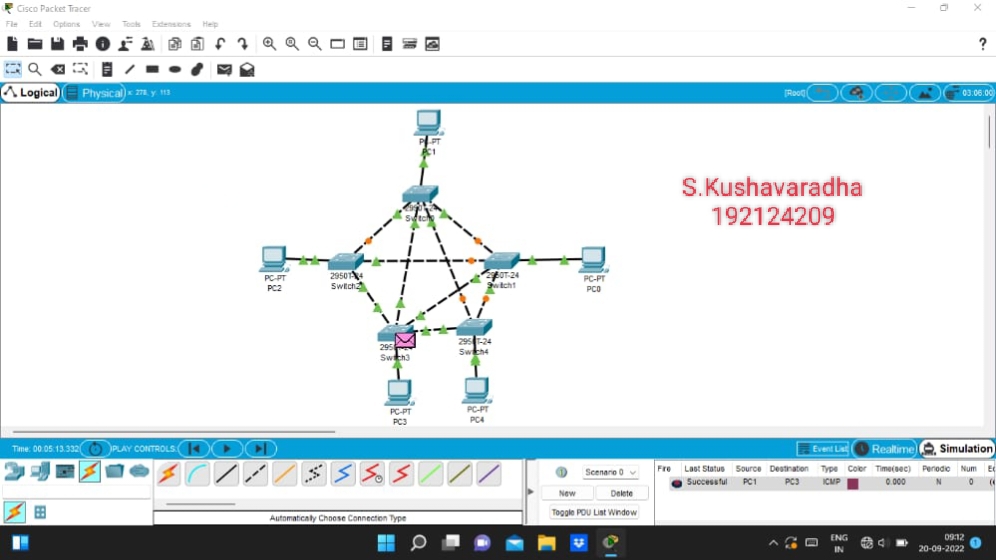 Cisco Packet Tracer
File Edit Options View Tools Extensions Help
?
Logical Physical x: 278, y: 113 [Root] 03:06:00
PC-PT
PC1
2950T-24
S.Kushavaradha
192124209
PC-PT
PC2
2950T-24
Switch2
2950T-24
Switch1
PC-PT
PC0
Switch3
2950T-24
Switch4
PC-PT
PC3
PC-PT
PC4
Time: 00:05:13.332 PLAY CONTROLS: Event List Realtime Simulation
Scenario 0
New Delete
Toggle PDU List Window
Automatically Choose Connection Type
Fire Last Status Source Destination Type Color Time(sec) Periodic Num
Successful PC1 PC3 ICMP 0.000 N 0
ENG
IN
09:12
20-09-2022